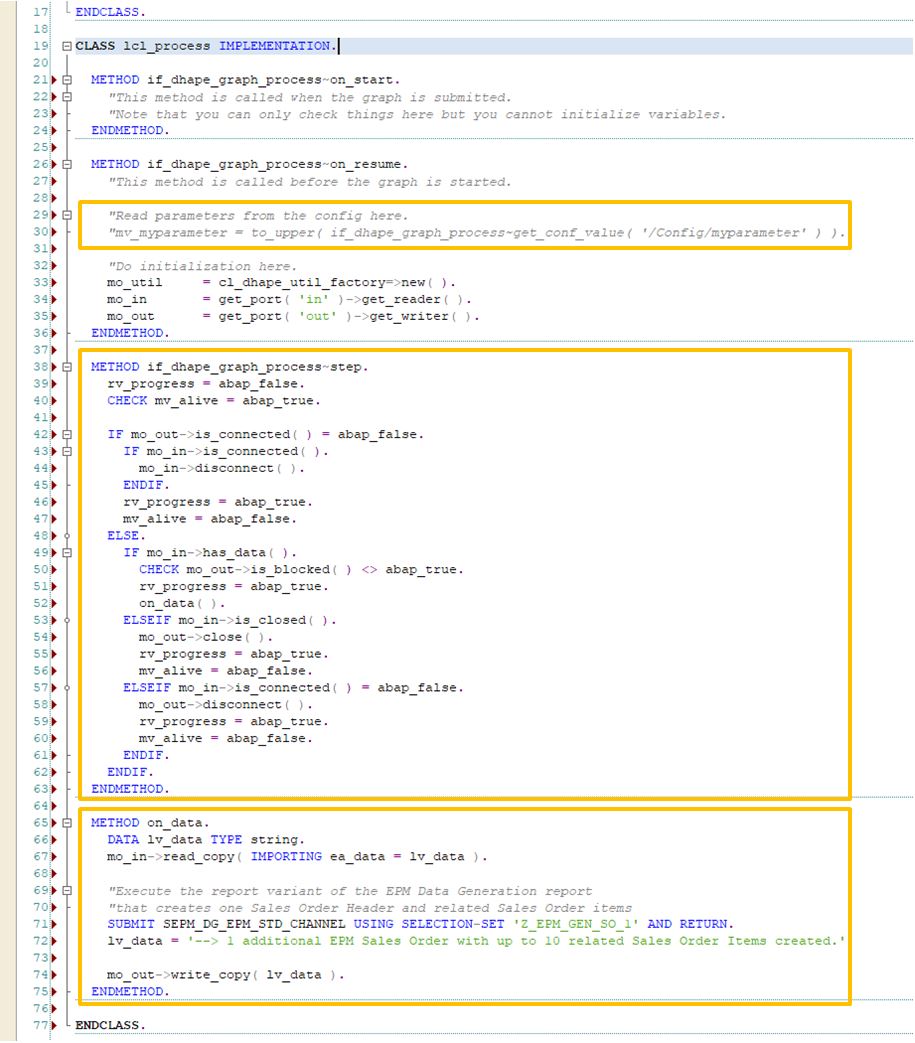 17 ENDCLASS.
18
19 CLASS lcl_process IMPLEMENTATION.
20
21 METHOD if_dhape_graph_process~on_start.
22 "This method is called when the graph is submitted.
23 "Note that you can only check things here but you cannot initialize variables.
24 ENDMETHOD.
25
26 METHOD if_dhape_graph_process~on_resume.
27 "This method is called before the graph is started.
28
29 "Read parameters from the config here.
30 "mv_myparameter = to_upper( if_dhape_graph_process~get_conf_value( '/Config/myparameter' ) ).
31
32 "Do initialization here.
33 mo_util = cl_dhape_util_factory=>new( ).
34 mo_in = get_port( 'in' )->get_reader( ).
35 mo_out = get_port( 'out' )->get_writer( ).
36 ENDMETHOD.
37
38 METHOD if_dhape_graph_process~step.
39 rv_progress = abap_false.
40 CHECK mv_alive = abap_true.
41
42 IF mo_out->is_connected( ) = abap_false.
43 IF mo_in->is_connected( ).
44 mo_in->disconnect( ).
45 ENDIF.
46 rv_progress = abap_true.
47 mv_alive = abap_false.
48 ELSE.
49 IF mo_in->has_data( ).
50 CHECK mo_out->is_blocked( ) <> abap_true.
51 rv_progress = abap_true.
52 on_data( ).
53 ELSEIF mo_in->is_closed( ).
54 mo_out->close( ).
55 rv_progress = abap_true.
56 mv_alive = abap_false.
57 ELSEIF mo_in->is_connected( ) = abap_false.
58 mo_out->disconnect( ).
59 rv_progress = abap_true.
60 mv_alive = abap_false.
61 ENDIF.
62 ENDIF.
63 ENDMETHOD.
64
65 METHOD on_data.
66 DATA lv_data TYPE string.
67 mo_in->read_copy( IMPORTING ea_data = lv_data ).
68
69 "Execute the report variant of the EPM Data Generation report
70 "that creates one Sales Order Header and related Sales Order items
71 SUBMIT SEPM_DG_EPM_STD_CHANNEL USING SELECTION-SET 'Z_EPM_GEN_SO_1' AND RETURN.
72 lv_data = '--> 1 additional EPM Sales Order with up to 10 related Sales Order Items created.'
73
74 mo_out->write_copy( lv_data ).
75 ENDMETHOD.
76
77 ENDCLASS.